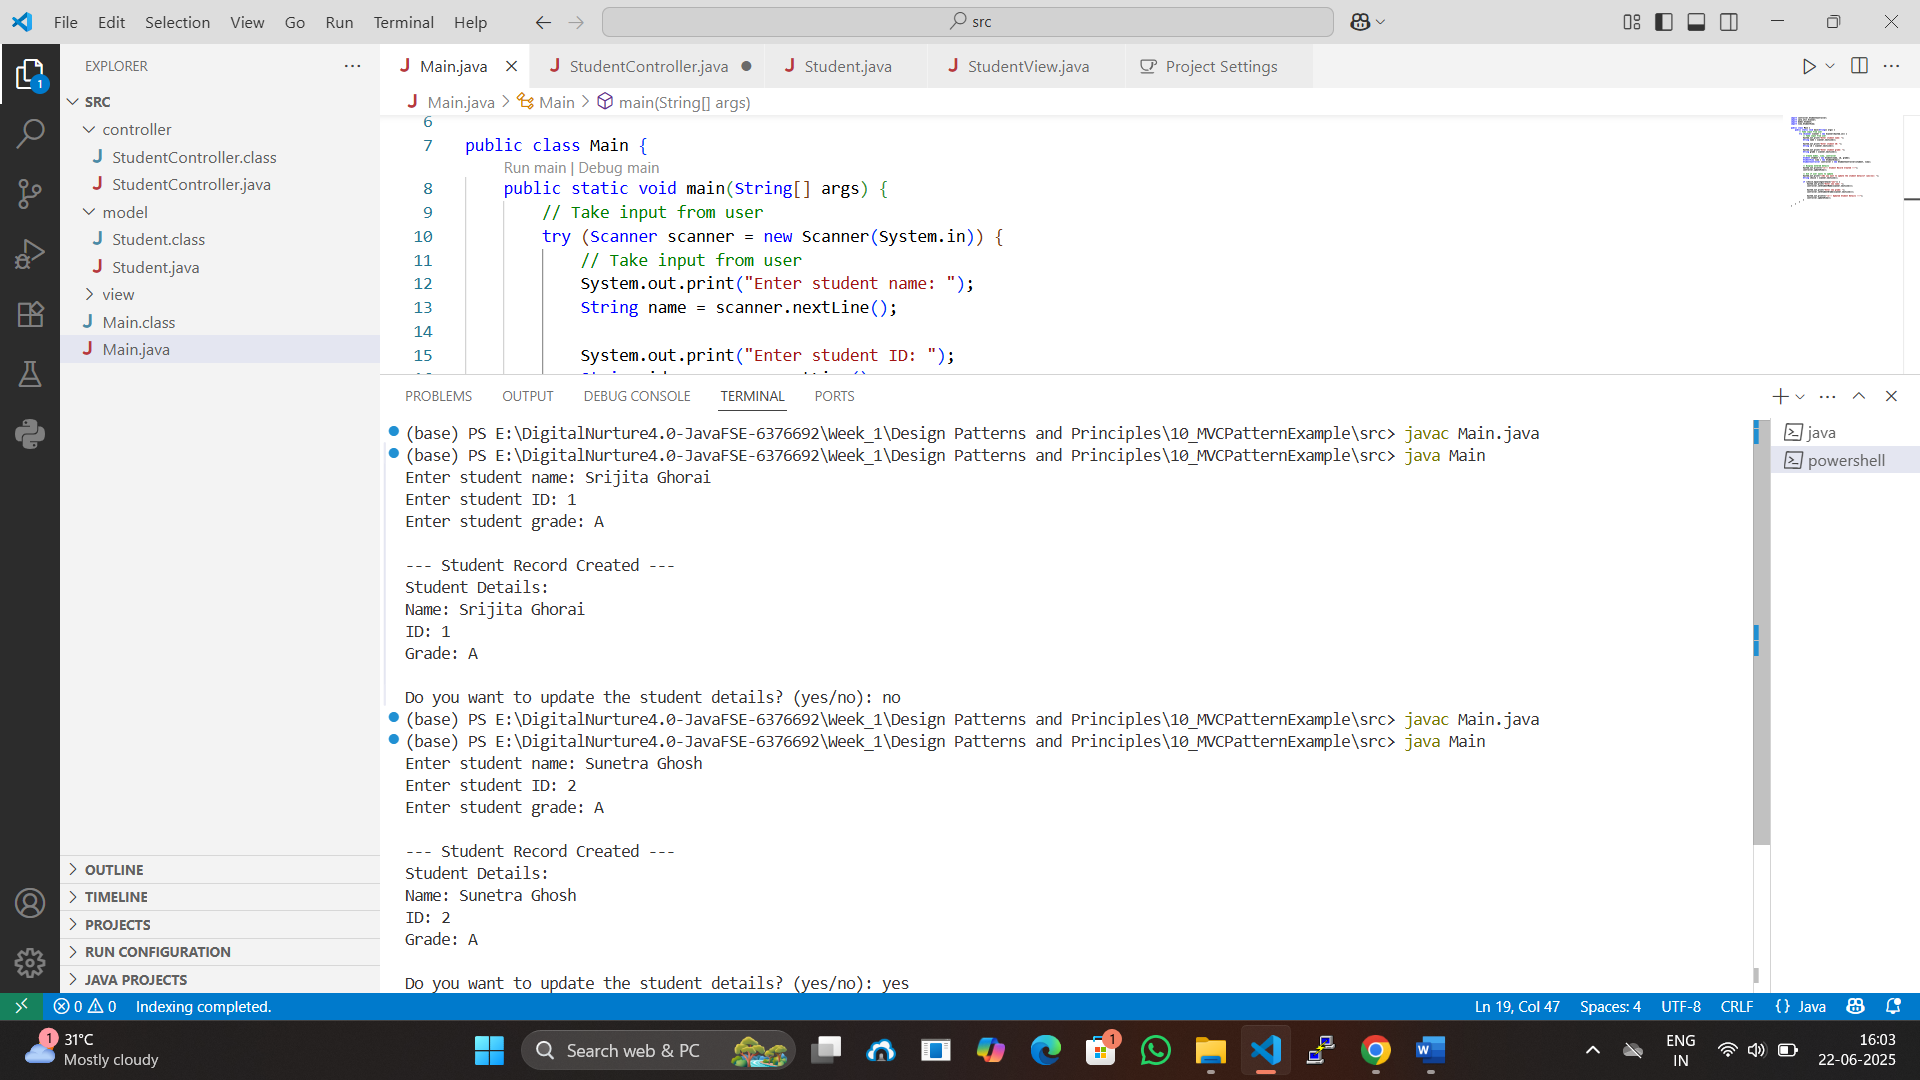 File Edit Selection View Go Run Terminal Help
src
EXPLORER
1
SRC
controller
StudentController.class
StudentController.java
model
Student.class
Student.java
view
Main.class
Main.java
OUTLINE
TIMELINE
PROJECTS
RUN CONFIGURATION
JAVA PROJECTS
Main.java StudentController.java Student.java StudentView.java Project Settings
Main.java > Main > main(String[] args)
6
7 public class Main {
Run main | Debug main
8 public static void main(String[] args) {
9 // Take input from user
10 try (Scanner scanner = new Scanner(System.in)) {
11 // Take input from user
12 System.out.print("Enter student name: ");
13 String name = scanner.nextLine();
14
15 System.out.print("Enter student ID: ");
PROBLEMS OUTPUT DEBUG CONSOLE TERMINAL PORTS
(base) PS E:\DigitalNurture4.0-JavaFSE-6376692\Week_1\Design Patterns and Principles\10_MVCPatternExample\src> javac Main.java
(base) PS E:\DigitalNurture4.0-JavaFSE-6376692\Week_1\Design Patterns and Principles\10_MVCPatternExample\src> java Main
Enter student name: Srijita Ghorai
Enter student ID: 1
Enter student grade: A
--- Student Record Created ---
Student Details:
Name: Srijita Ghorai
ID: 1
Grade: A
Do you want to update the student details? (yes/no): no
(base) PS E:\DigitalNurture4.0-JavaFSE-6376692\Week_1\Design Patterns and Principles\10_MVCPatternExample\src> javac Main.java
(base) PS E:\DigitalNurture4.0-JavaFSE-6376692\Week_1\Design Patterns and Principles\10_MVCPatternExample\src> java Main
Enter student name: Sunetra Ghosh
Enter student ID: 2
Enter student grade: A
--- Student Record Created ---
Student Details:
Name: Sunetra Ghosh
ID: 2
Grade: A
Do you want to update the student details? (yes/no): yes
java
powershell
0 0 Indexing completed.
Ln 19, Col 47 Spaces: 4 UTF-8 CRLF {} Java
1
31°C
Mostly cloudy
Search web & PC
1
ENG
IN
16:03
22-06-2025